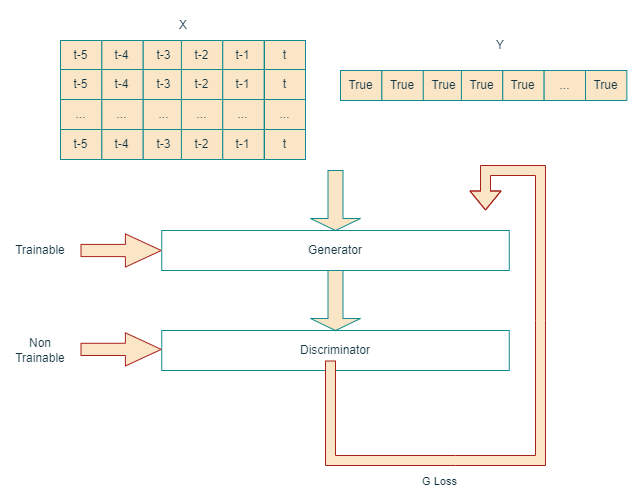 X
Y
t-5 t-4 t-3 t-2 t-1 t
t-5 t-4 t-3 t-2 t-1 t
... ... ... ... ... ...
t-5 t-4 t-3 t-2 t-1 t
True True True True True ... True
Trainable
Generator
Non
Trainable
Discriminator
G Loss